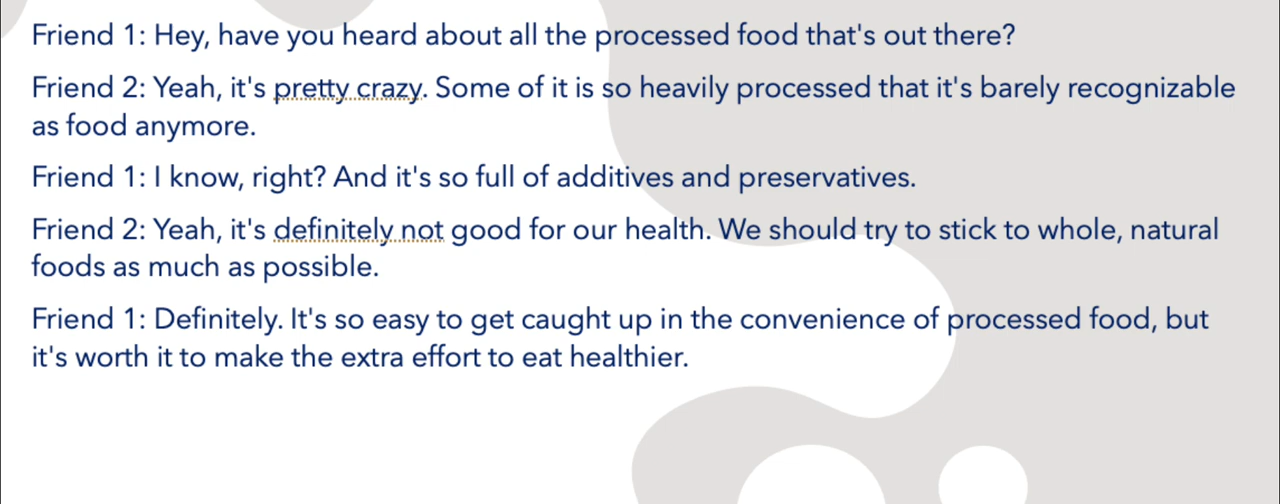 Friend 1: Hey, have you heard about all the processed food that's out there?
Friend 2: Yeah, it's pretty crazy. Some of it is so heavily processed that it's barely recognizable
as food anymore.
Friend 1: I know, right? And it's so full of additives and preservatives.
Friend 2: Yeah, it's definitely not good for our health. We should try to stick to whole, natural
foods as much as possible.
Friend 1: Definitely. It's so easy to get caught up in the convenience of processed food, but
it's worth it to make the extra effort to eat healthier.